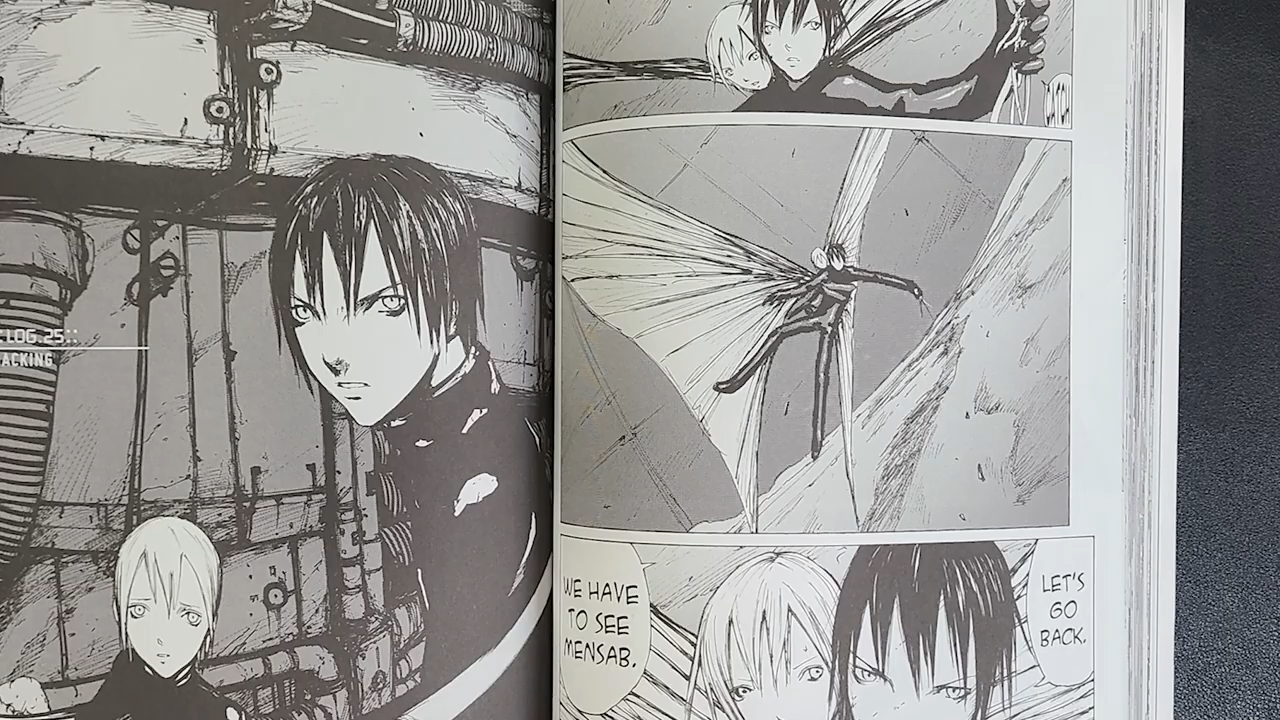 LOG.25::
ACKING
WE HAVE
TO SEE
MENSAB.
LET'S
GO
BACK.